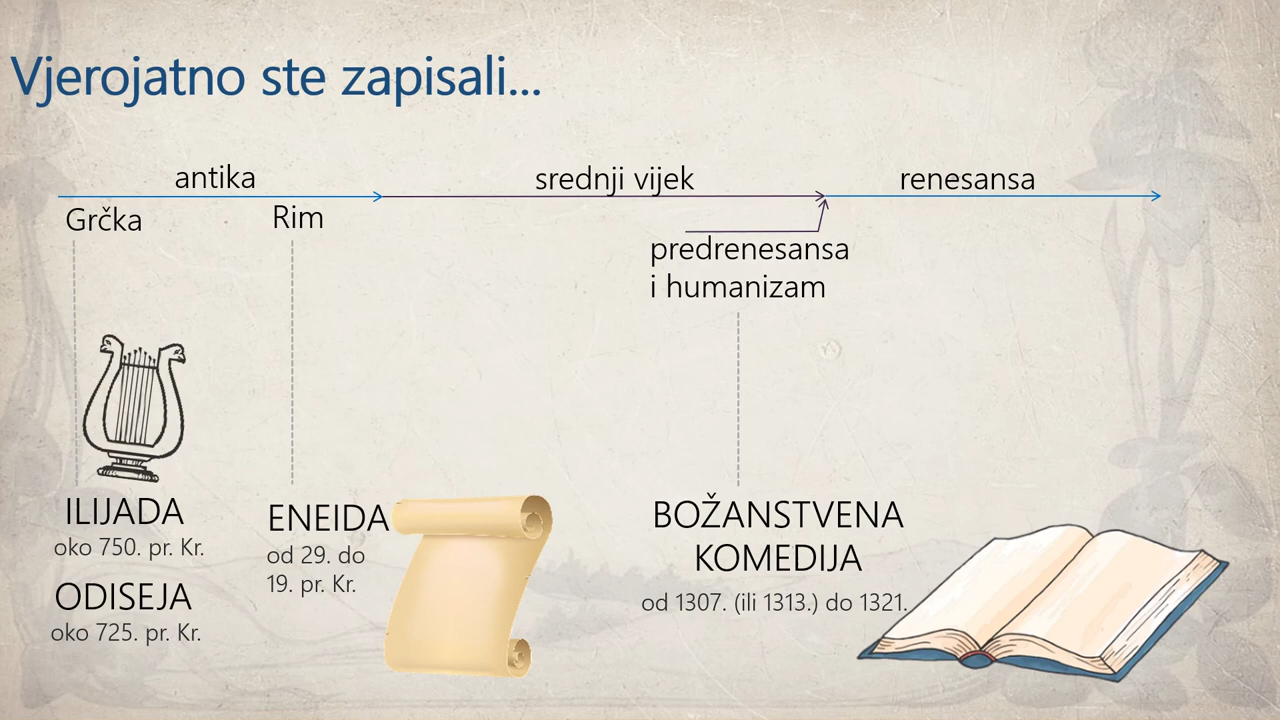 Vjerojatno ste zapisali...
antika
srednji vijek
renesansa
Grčka
Rim
predrenesansa
i humanizam
ILIJADA
oko 750. pr. Kr.
ODISEJA
oko 725. pr. Kr.
ENEIDA
od 29. do
19. pr. Kr.
BOŽANSTVENA
KOMEDIJA
od 1307. (ili 1313.) do 1321.